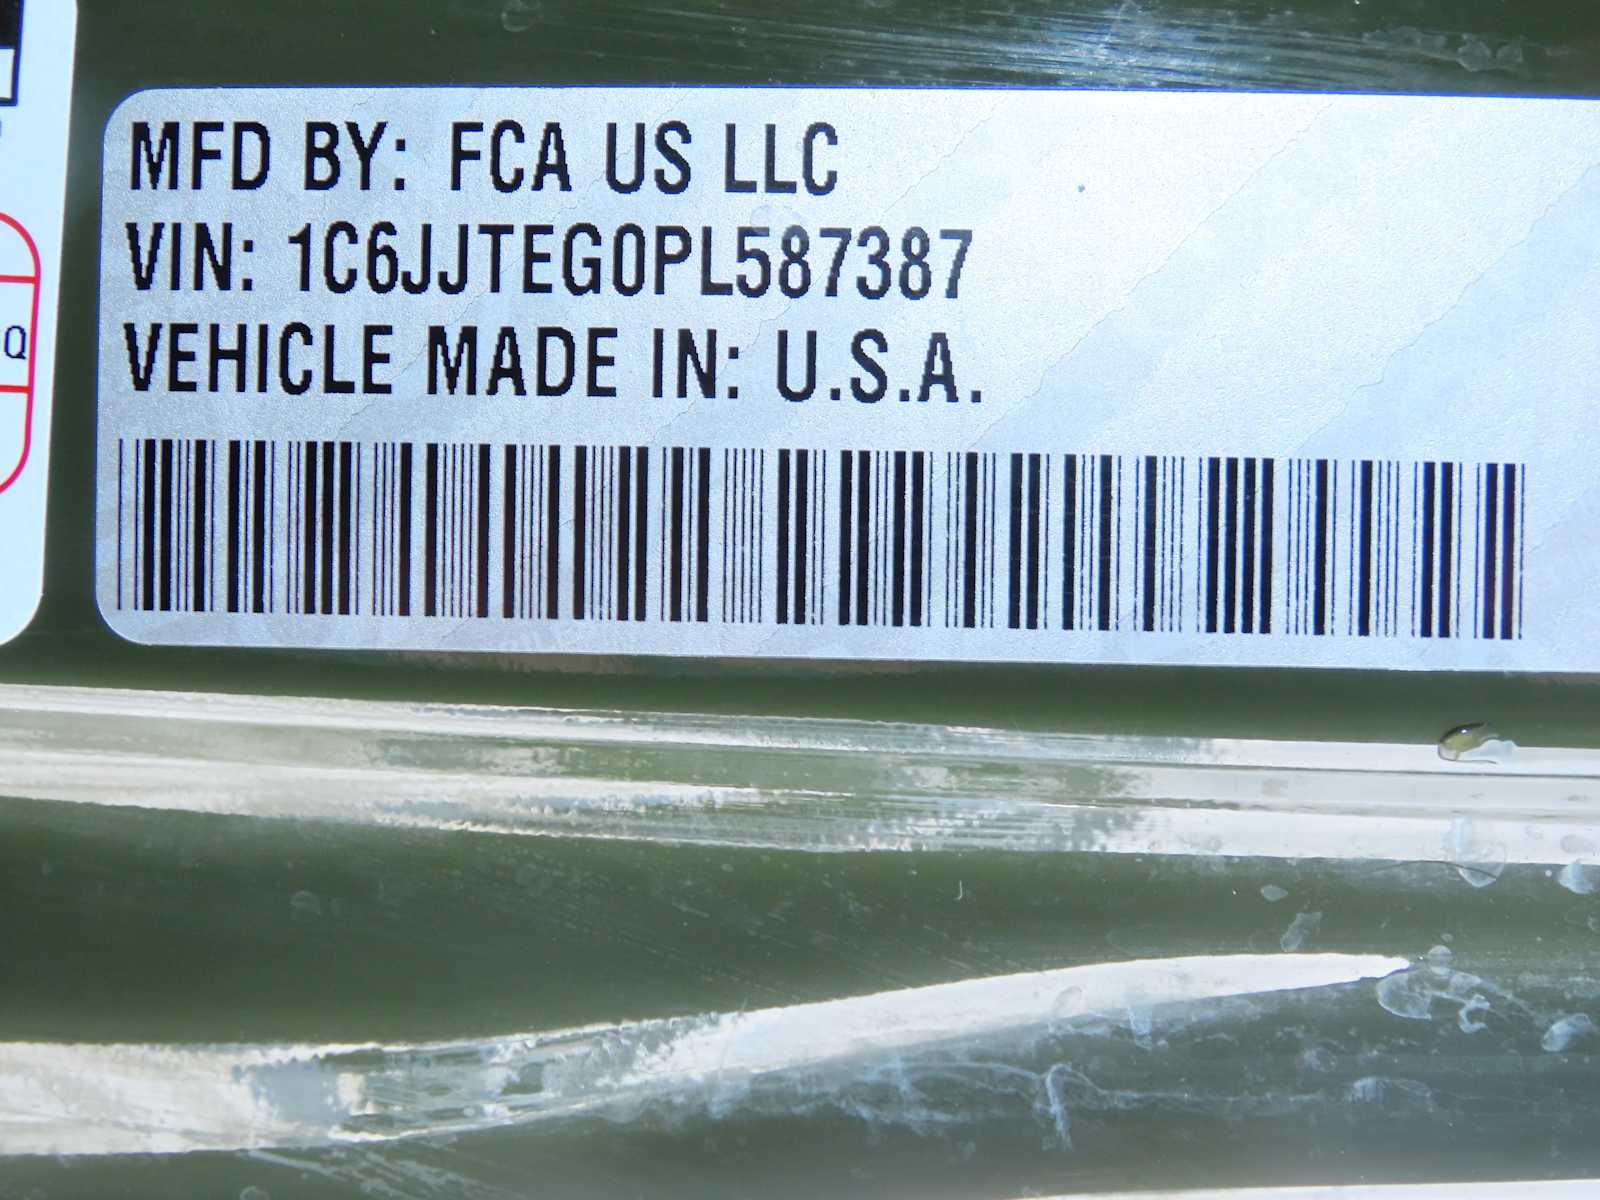 MFD BY: FCA US LLC
VIN: 1C6JJTEG0PL587387
VEHICLE MADE IN: U.S.A.
Q